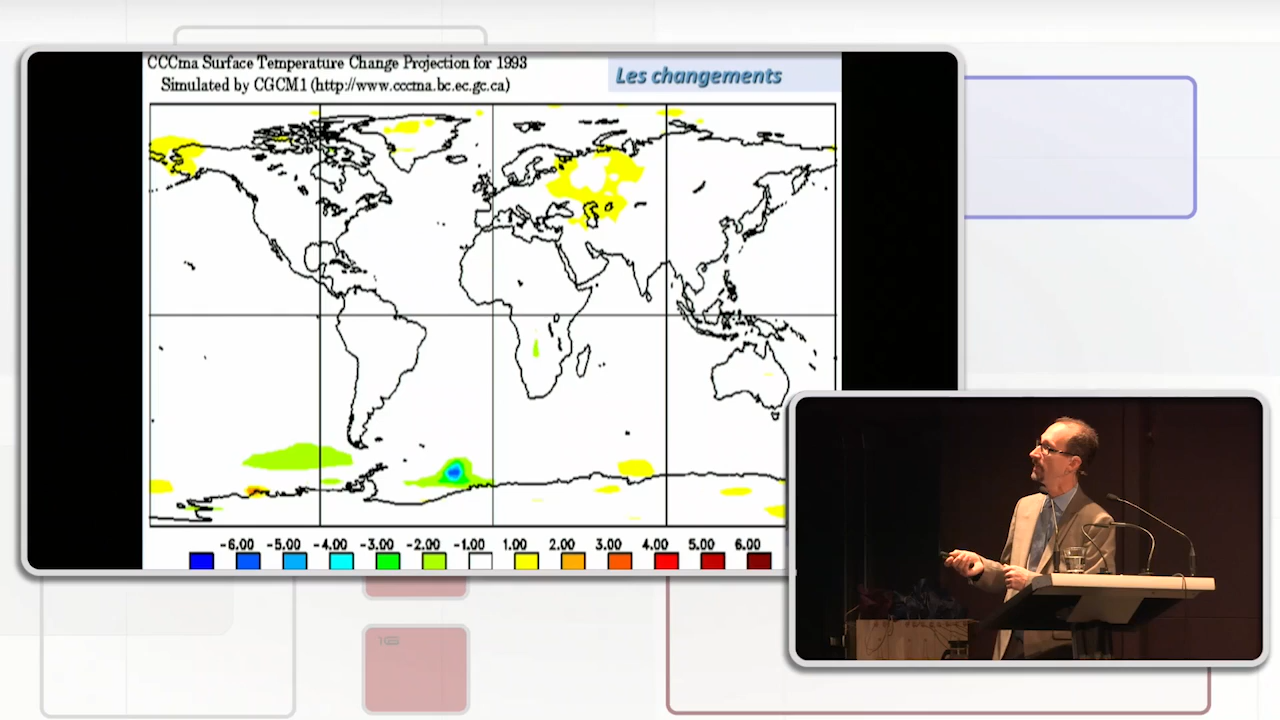 CCCma Surface Temperature Change Projection for 1993
Simulated by CGCM1 (http://www.cccma.bc.ec.gc.ca)
Les changements
-6.00 -5.00 -4.00 -3.00 -2.00 -1.00 1.00 2.00 3.00 4.00 5.00 6.00